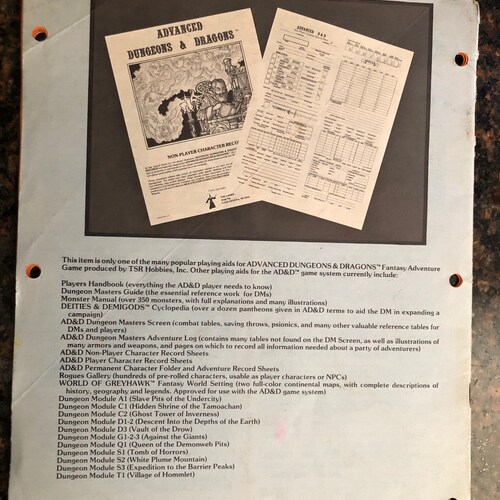 ADVANCED
DUNGEONS & DRAGONS™
NON-PLAYER CHARACTER RECO
ADVANCED D & D
This item is only one of the many popular playing aids for ADVANCED DUNGEONS & DRAGONS™ Fantasy Adventure
Game produced by TSR Hobbies, Inc. Other playing aids for the AD&D™ game system currently include:
Players Handbook (everything the AD&D player needs to know)
Dungeon Masters Guide (the essential reference work for DMs)
Monster Manual (over 350 monsters, with full explanations and many illustrations)
DEITIES & DEMIGODS™ Cyclopedia (over a dozen pantheons given in AD&D terms to aid the DM in expanding a
campaign)
AD&D Dungeon Masters Screen (combat tables, saving throws, psionics, and many other valuable reference tables for
DMs and players)
AD&D Dungeon Masters Adventure Log (contains many tables not found on the DM Screen, as well as illustrations of
many armors and weapons, and pages on which to record all information needed about a party of adventurers)
AD&D Non-Player Character Record Sheets
AD&D Player Character Record Sheets
AD&D Permanent Character Folder and Adventure Record Sheets
Rogues Gallery (hundreds of pre-rolled characters, usable as player characters or NPCs)
WORLD OF GREYHAWK™ Fantasy World Setting (two full-color continental maps, with complete descriptions of
history, geography and legends. Approved for use with the AD&D game system)
Dungeon Module A1 (Slave Pits of the Undercity)
Dungeon Module C1 (Hidden Shrine of the Tamoachan)
Dungeon Module C2 (Ghost Tower of Inverness)
Dungeon Module D1-2 (Descent Into the Depths of the Earth)
Dungeon Module D3 (Vault of the Drow)
Dungeon Module G1-2-3 (Against the Giants)
Dungeon Module Q1 (Queen of the Demonweb Pits)
Dungeon Module S1 (Tomb of Horrors)
Dungeon Module S2 (White Plume Mountain)
Dungeon Module S3 (Expedition to the Barrier Peaks)
Dungeon Module T1 (Village of Hommlet)